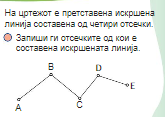 На цртежот е претставена искршена
линија составена од четири отсечки.
Запиши ги отсечките од кои е
составена искршената линија.
B
D
E
A
C